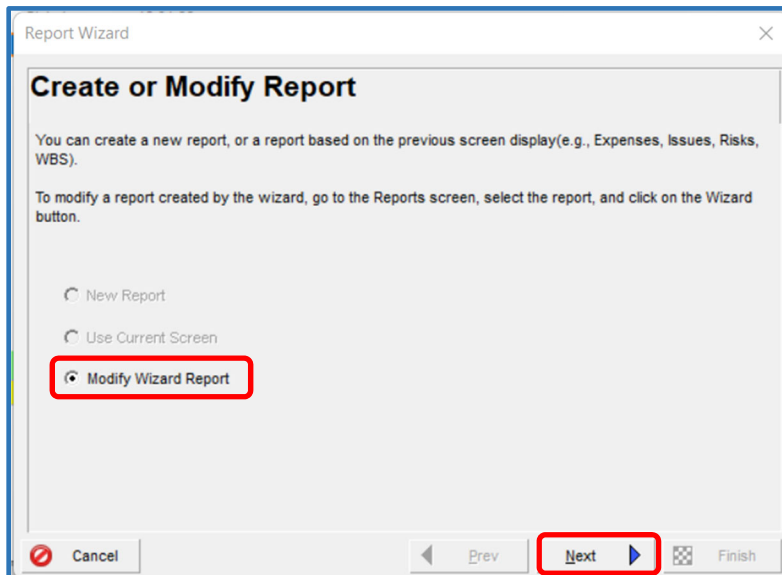 Report Wizard
Create or Modify Report
You can create a new report, or a report based on the previous screen display(e.g., Expenses, Issues, Risks,
WBS).
To modify a report created by the wizard, go to the Reports screen, select the report, and click on the Wizard
button.
New Report
Use Current Screen
Modify Wizard Report
Cancel
Prev
Next
Finish